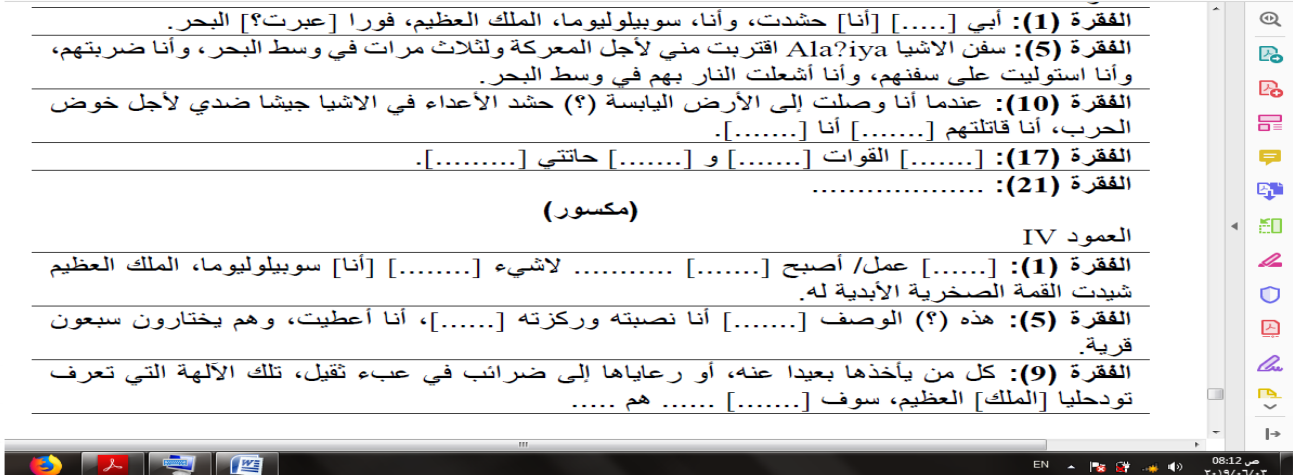 الفقرة (1): أبي [.....] [أنا] حشدت، وأنا، سوبيلوليوما، الملك العظيم، فورا [عبرت؟] البحر.
الفقرة (5): سفن الاشيا Ala?iya اقتربت مني لأجل المعركة ولثلاث مرات في وسط البحر، وأنا ضربتهم،
وأنا استوليت على سفنهم، وأنا أشعلت النار بهم في وسط البحر.
الفقرة (10): عندما أنا وصلت إلى الأرض اليابسة (؟) حشد الأعداء في الاشيا جيشا ضدي لأجل خوض
الحرب، أنا قاتلتهم [.......] أنا [.......].
الفقرة (17): [.......] القوات [.......] و [.......] حاتتي [.........].
الفقرة (21): ...................
(مكسور)
العمود IV
الفقرة (1): [......] عمل/ أصبح [.......] ........... لاشيء [........] [أنا] سوبيلوليوما، الملك العظيم
شيدت القمة الصخرية الأبدية له.
الفقرة (5): هذه (؟) الوصف [.......] أنا نصبته وركزته [......]، أنا أعطيت، وهم يختارون سبعون
قرية.
الفقرة (9): كل من يأخذها بعيدا عنه، أو رعاياها إلى ضرائب في عبء ثقيل، تلك الآلهة التي تعرف
تودحليا [الملك] العظيم، سوف [.......] ...... هم .....
EN
08:12 ص
٢٠١٩/٠٦/٠٢